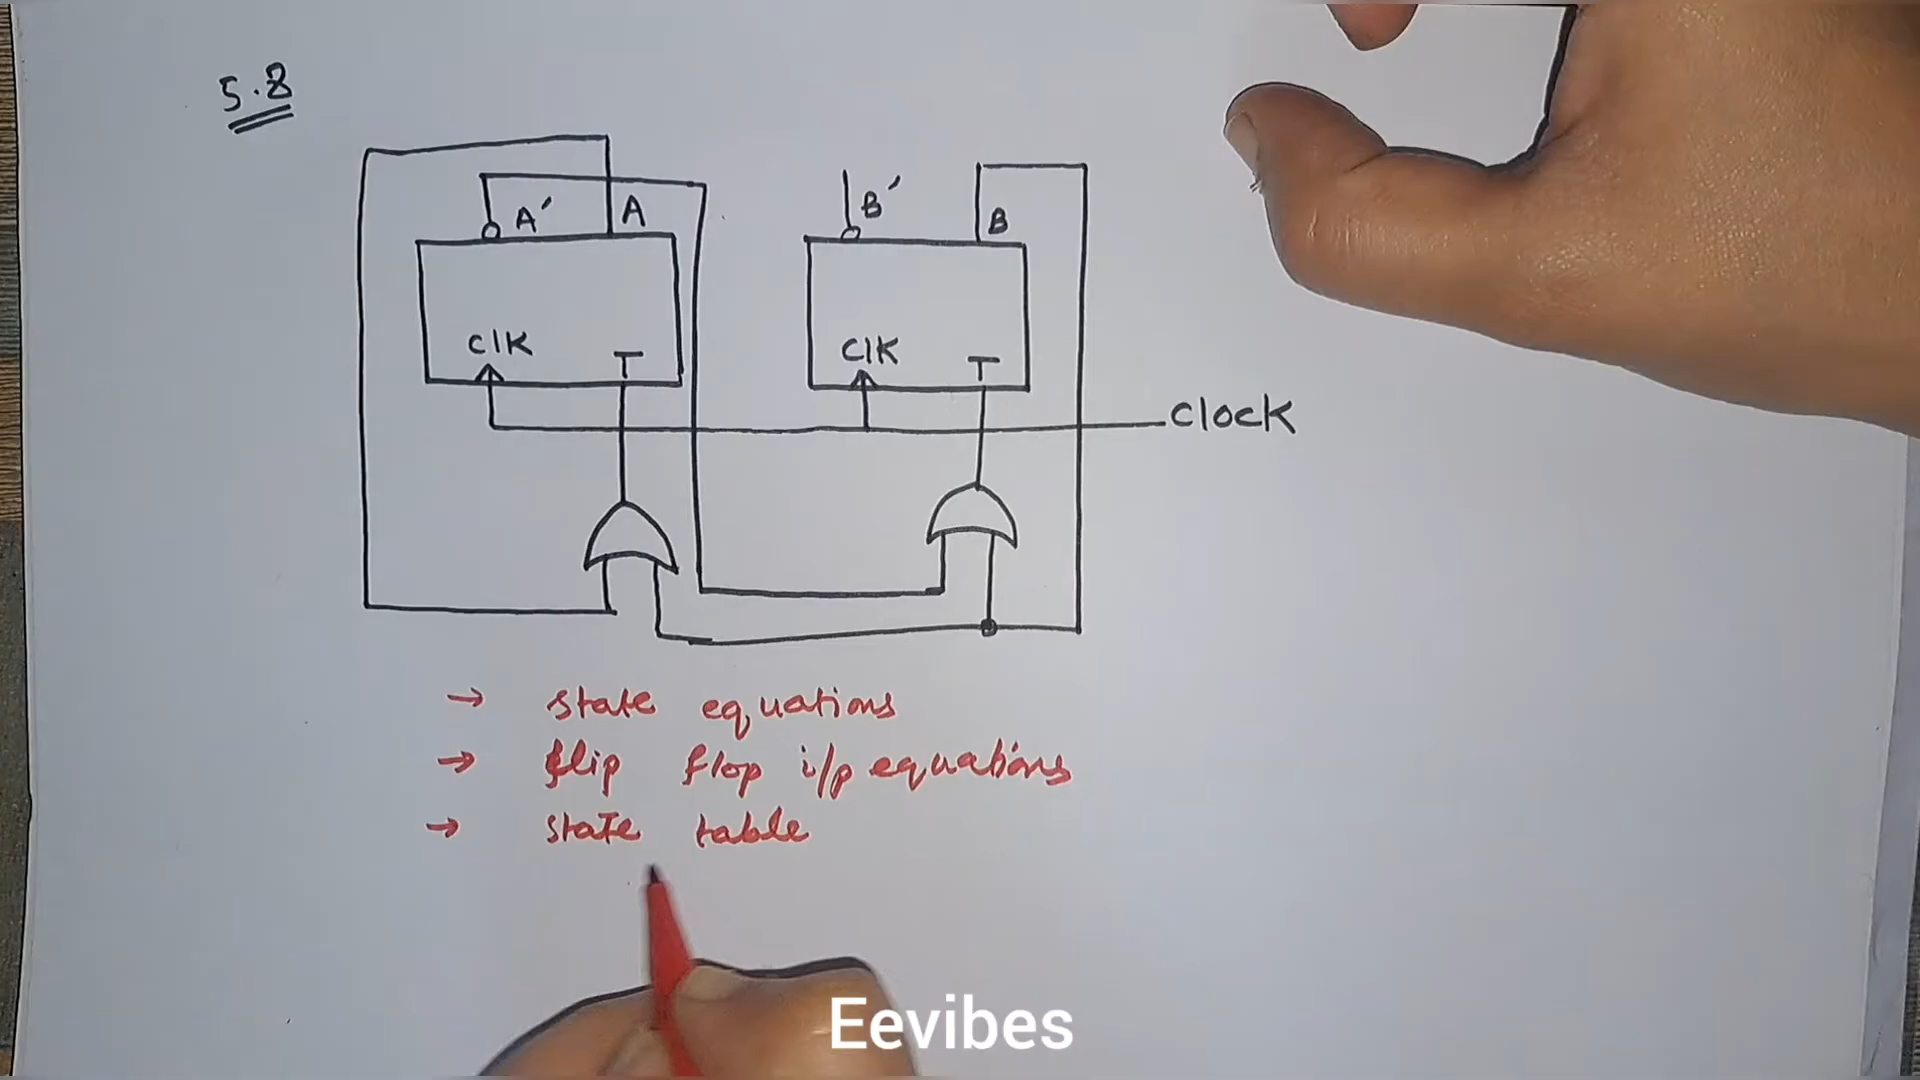 5.8
A' A B' B
CLK T CLK T
Clock
→ state equations
→ flip flop i/p equations
→ state table
Eevibes